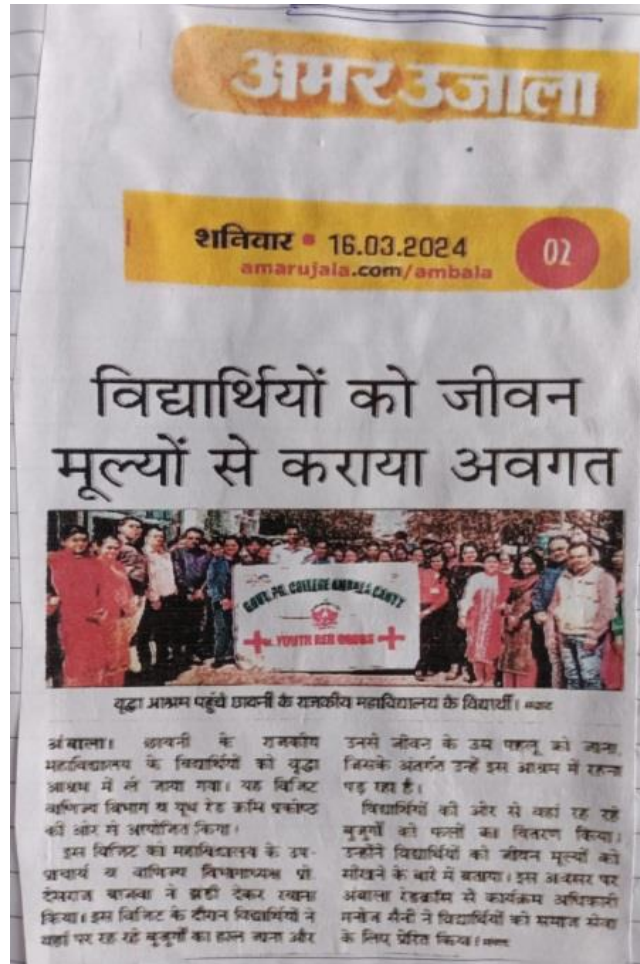 अमर उजाला
शनिवार • 16.03.2024
amarujala.com/ambala
02
विद्यार्थियों को जीवन
मूल्यों से कराया अवगत
GOVT. PG. COLLEGE AMBALA CANTT
YOUTH RED CROSS
वृद्धा आश्रम पहुंचे छावनी के राजकीय महाविद्यालय के विद्यार्थी। संवाद
अंबाला। छावनी के राजकीय
महाविद्यालय के विद्यार्थियों को वृद्धा
आश्रम में ले जाया गया। यह विजिट
वाणिज्य विभाग व यूथ रेड क्रॉस प्रकोष्ठ
की ओर से आयोजित किया।
इस विजिट को महाविद्यालय के उप-
प्राचार्य व वाणिज्य विभागाध्यक्ष प्रो.
देसराज बाजवा ने झंडी देकर रवाना
किया। इस विजिट के दौरान विद्यार्थियों ने
यहां पर रह रहे बुजुर्गों का हाल जाना और
उनसे जीवन के उस पहलू को जाना,
जिसके अंतर्गत उन्हें इस आश्रम में रहना
पड़ रहा है।
विद्यार्थियों की ओर से वहां रह रहे
बुजुर्गों को फलों का वितरण किया।
उन्होंने विद्यार्थियों को जीवन मूल्यों को
सीखने के बारे में बताया। इस अवसर पर
अंबाला रेडक्रॉस से कार्यक्रम अधिकारी
मनोज सैनी ने विद्यार्थियों को समाज सेवा
के लिए प्रेरित किया। संवाद